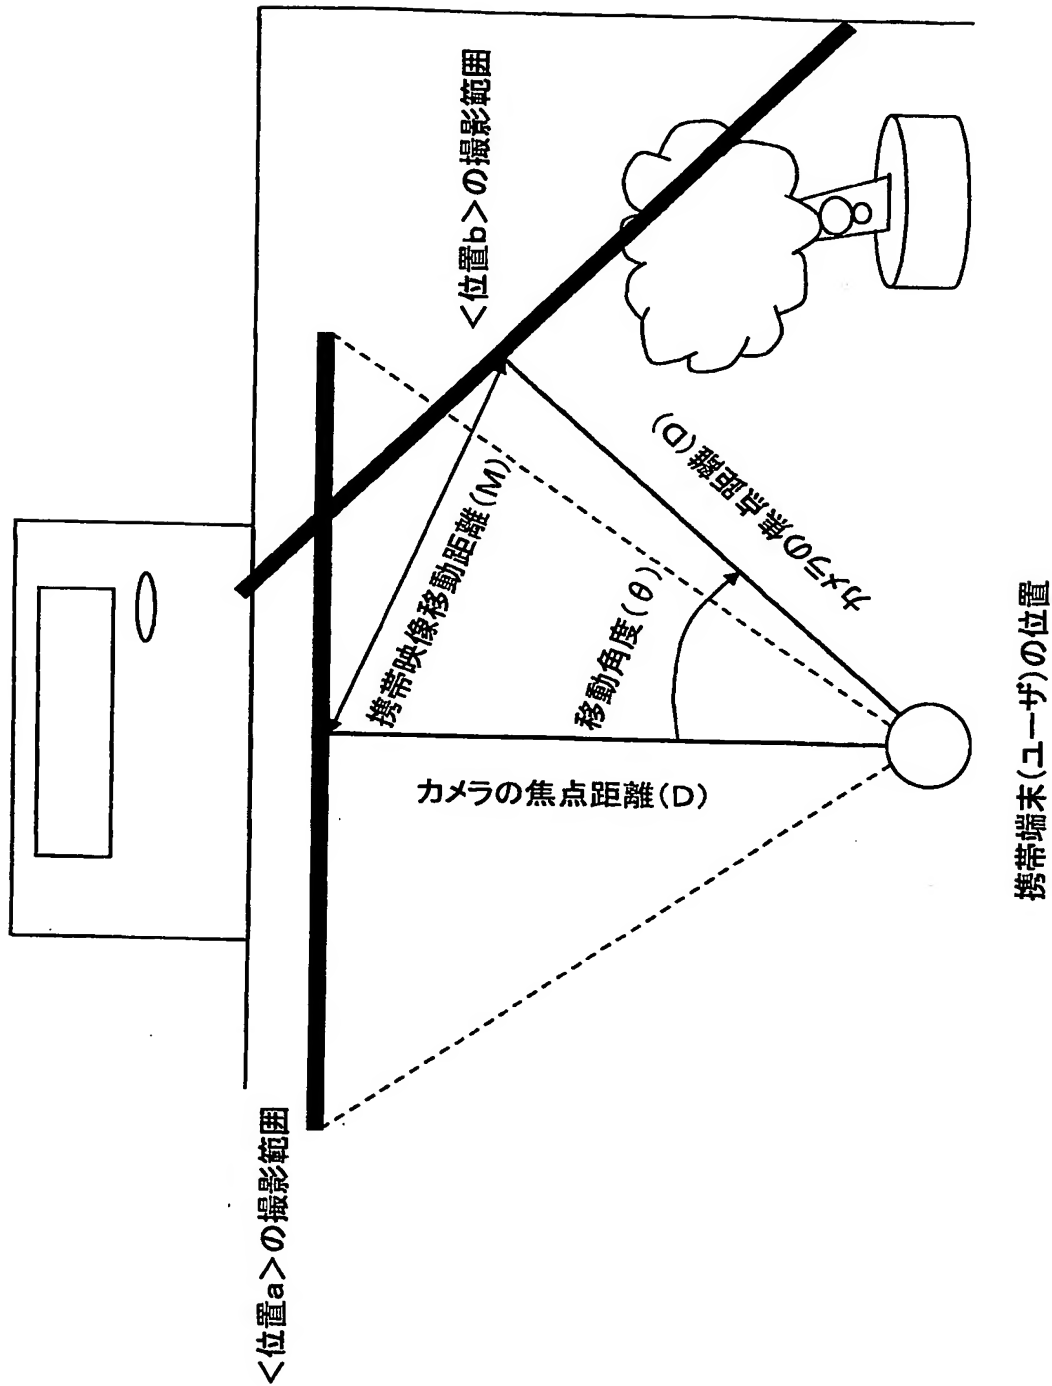 <位置a>の撮影範囲
<位置b>の撮影範囲
携帯映像移動距離(M)
移動角度(θ)
カメラの焦点距離(D)
カメラの焦点距離(D)
携帯端末(ユーザ)の位置